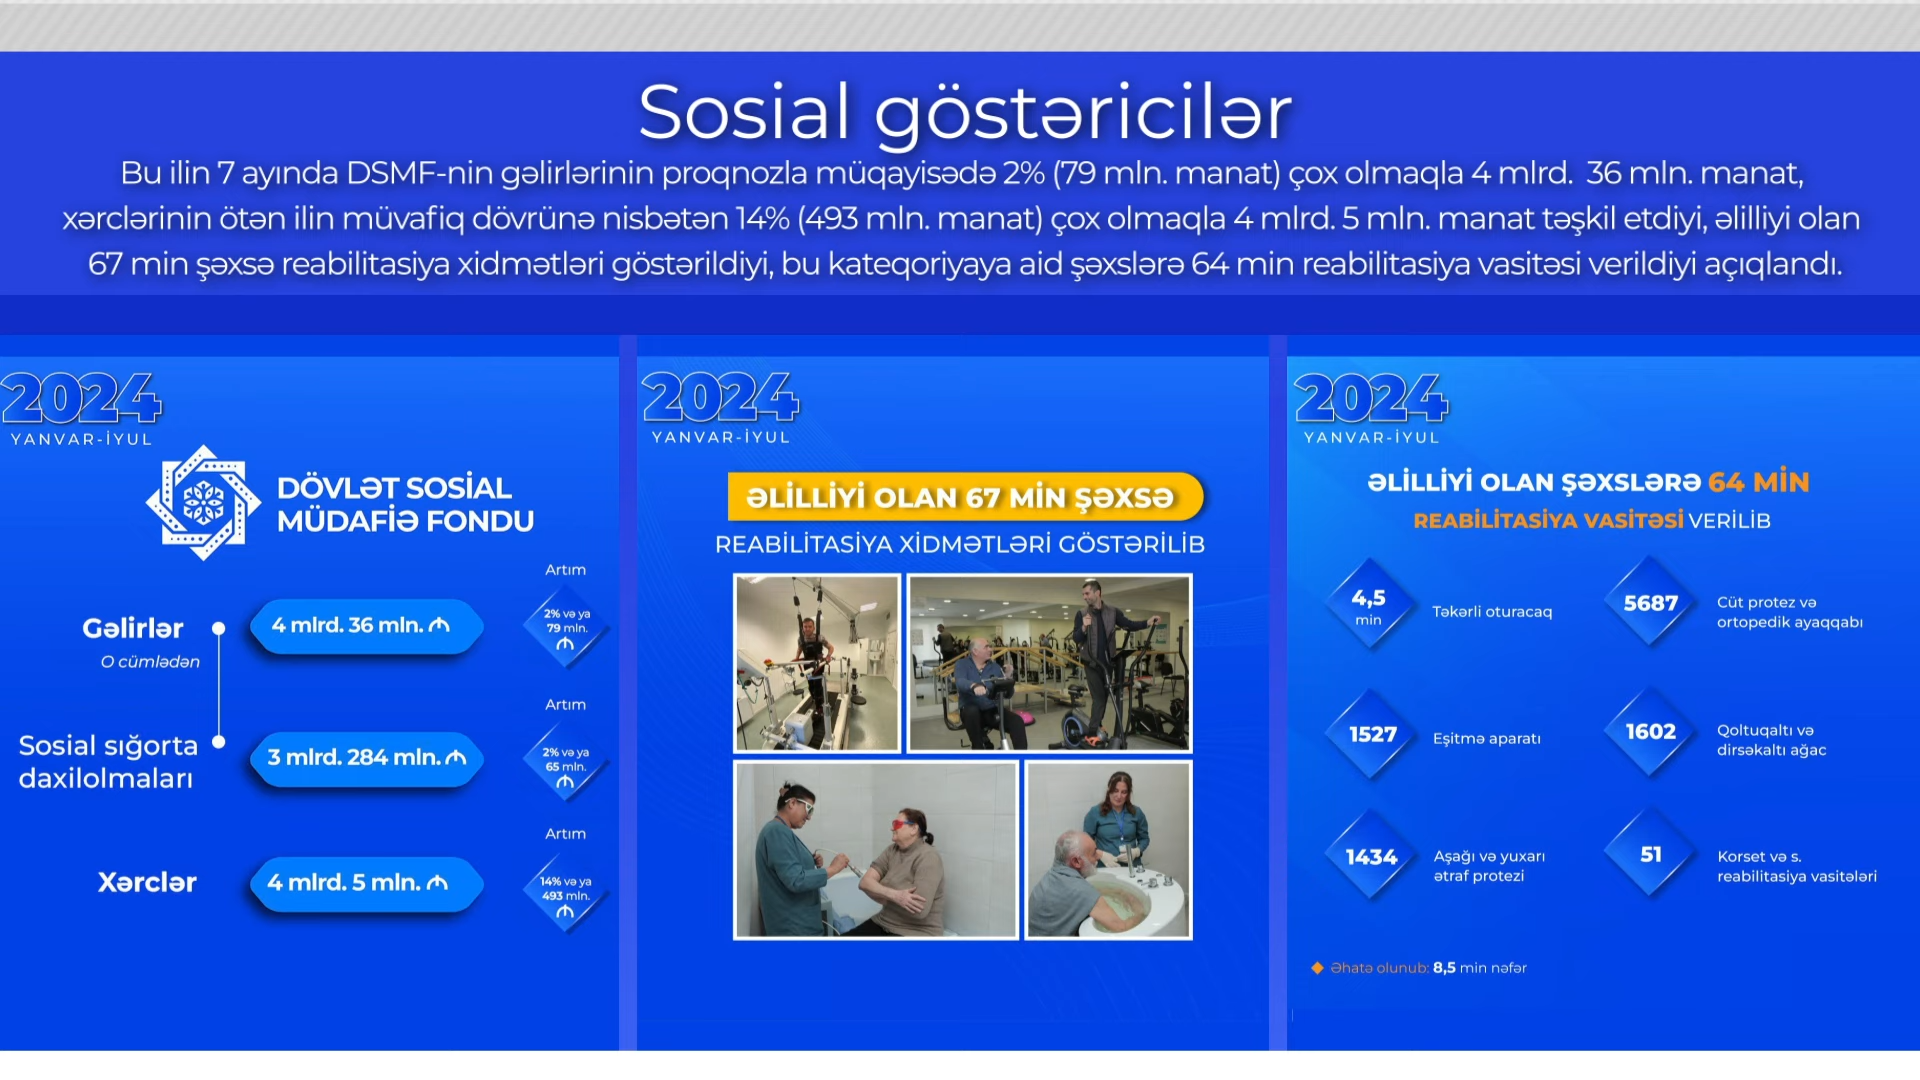 Sosial göstəricilər
Bu ilin 7 ayında DSMF-nin gəlirlərinin proqnozla müqayisədə 2% (79 mln. manat) çox olmaqla 4 mlrd. 36 mln. manat,
xərclərinin ötən ilin müvafiq dövrünə nisbətən 14% (493 mln. manat) çox olmaqla 4 mlrd. 5 mln. manat təşkil etdiyi, əlilliyi olan
67 min şəxsə reabilitasiya xidmətləri göstərildiyi, bu kateqoriyaya aid şəxslərə 64 min reabilitasiya vasitəsi verildiyi açıqlandı.
2024
YANVAR-İYUL
DÖVLƏT SOSİAL
MÜDAFİƏ FONDU
Artım
Gəlirlər
O cümlədən
4 mlrd. 36 mln. ₼
2% və ya
79 mln.
₼
Artım
Sosial sığorta
daxilolmaları
3 mlrd. 284 mln. ₼
2% və ya
65 mln.
₼
Artım
Xərclər
4 mlrd. 5 mln. ₼
14% və ya
493 mln.
₼
2024
YANVAR-İYUL
ƏLİLLİYİ OLAN 67 MİN ŞƏXSƏ
REABİLİTASİYA XİDMƏTLƏRİ GÖSTƏRİLİB
2024
YANVAR-İYUL
ƏLİLLİYİ OLAN ŞƏXSLƏRƏ 64 MİN
REABİLİTASİYA VASİTƏSİ VERİLİB
4,5
min
Təkərli oturacaq
5687
Cüt protez və
ortopedik ayaqqabı
1527
Eşitmə aparatı
1602
Qoltuqaltı və
dirsəkaltı ağac
1434
Aşağı və yuxarı
ətraf protezi
51
Korset və s.
reabilitasiya vasitələri
Əhatə olunub: 8,5 min nəfər